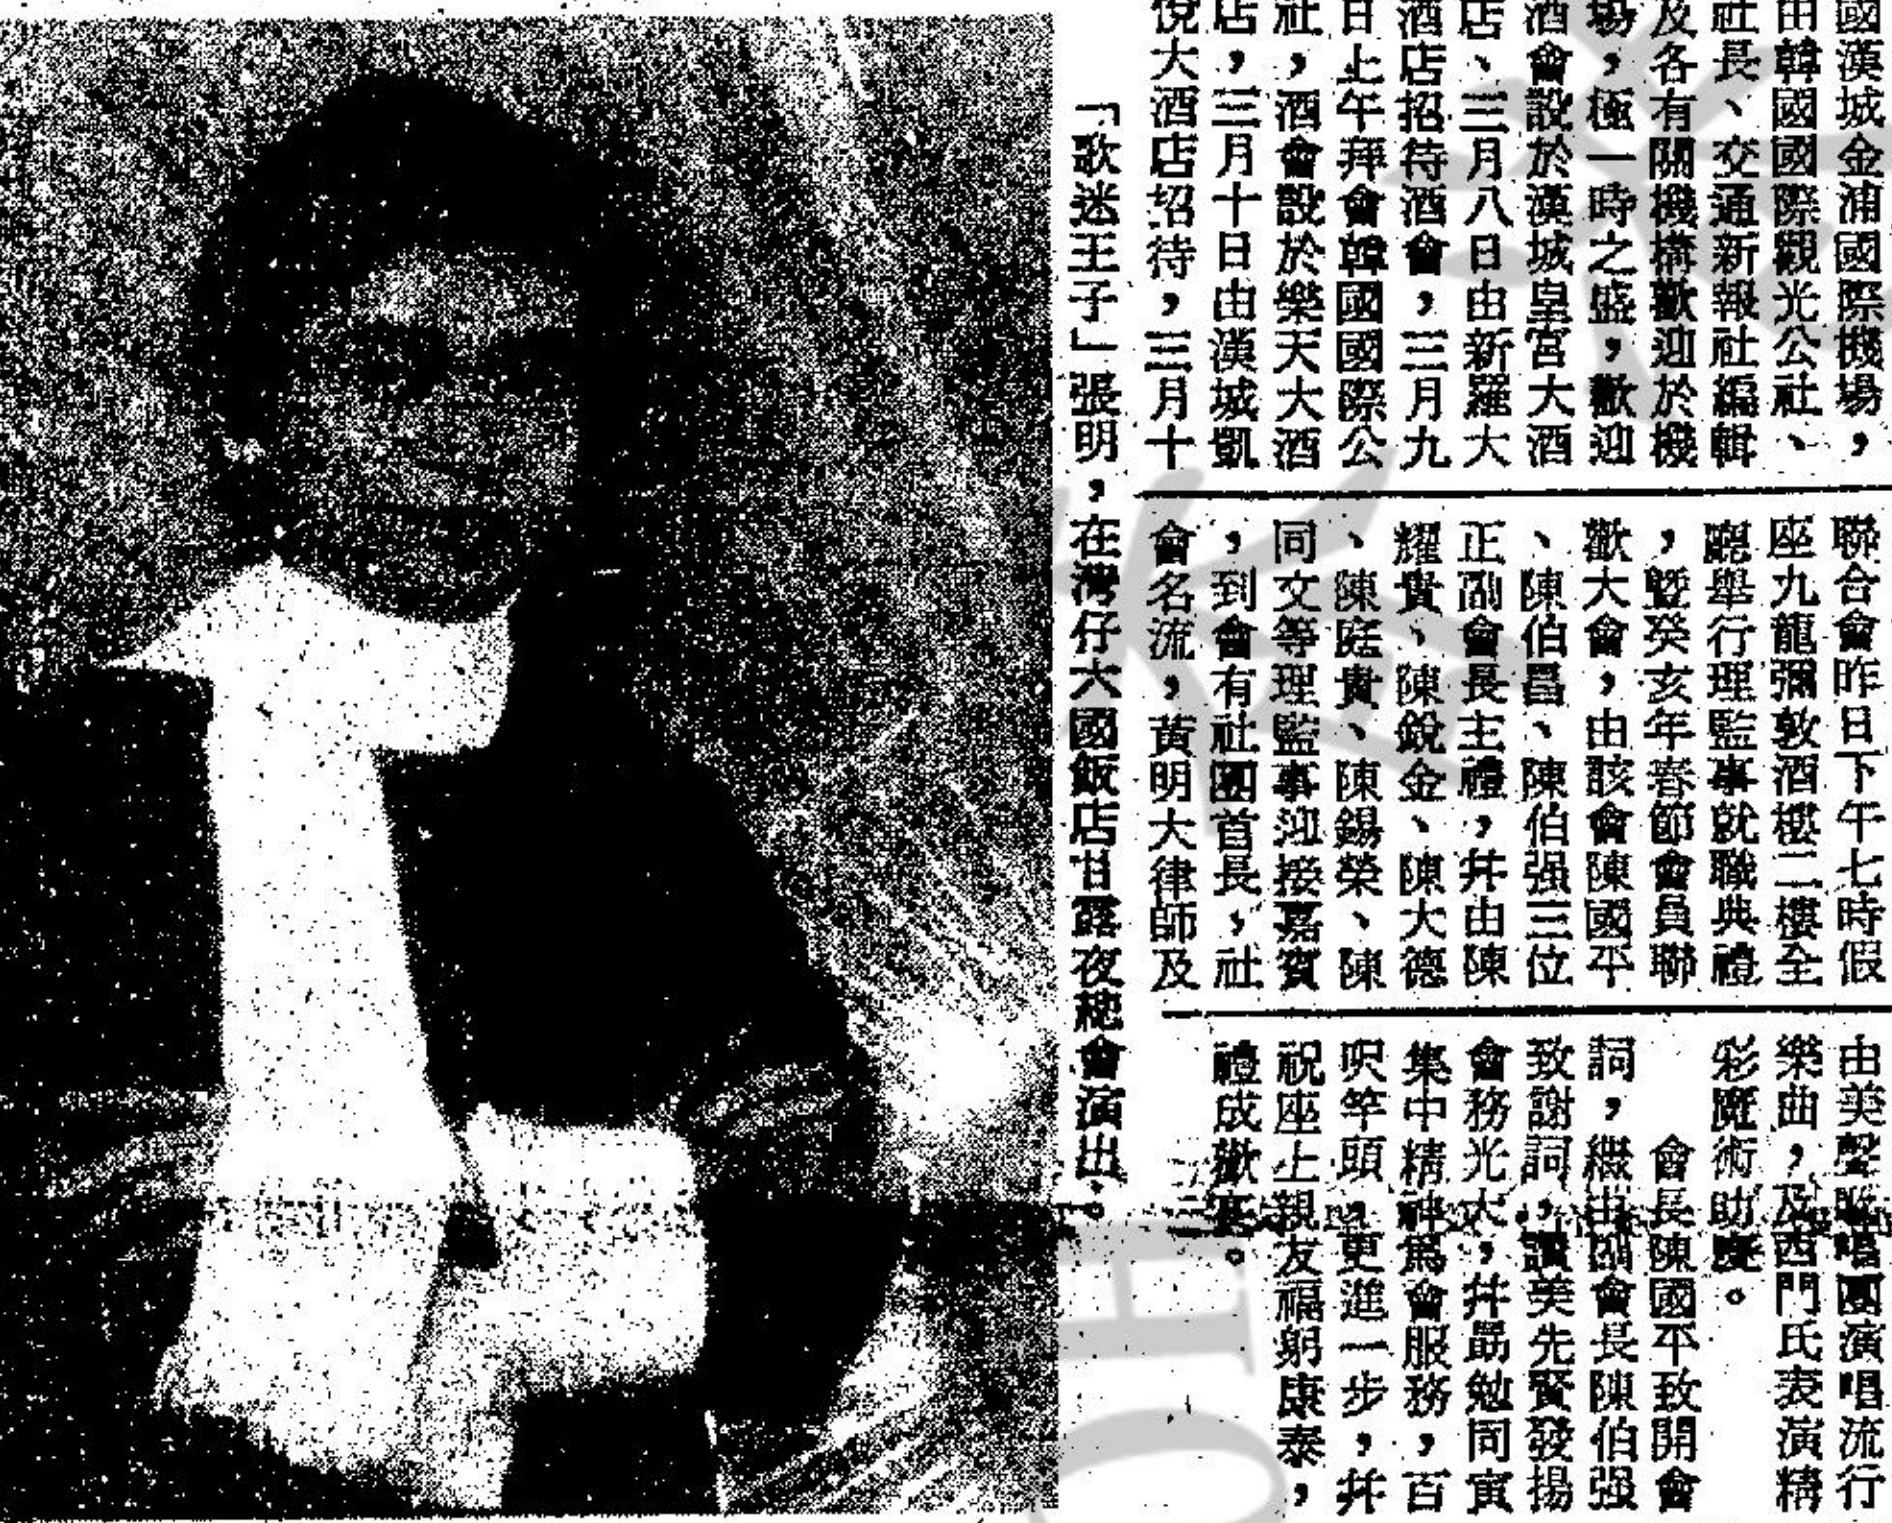 國漢城金浦國際機場，
由韓國國際觀光公社、
社長、交通新報社編輯
及各有關機構歡迎於機
場，極一時之盛，歡迎
酒會設於漢城皇宮大酒
店、三月八日由新羅大
酒店招待酒會，三月九
日上午拜會韓國國際公
社，酒會設於樂天大酒
店，三月十日由漢城凱
悅大酒店招待，三月十
聯合會昨日下午七時假
座九龍彌敦酒樓二樓全
廳舉行理監事就職典禮
，暨癸亥年春節會員聯
歡大會，由該會陳國平
、陳伯昌、陳伯强三位
正副會長主禮，幷由陳
耀貴、陳銳金、陳大德
、陳庭貴、陳錫榮、陳
同文等理監事迎接嘉賓
，到會有社團首長，社
會名流，黃明大律師及
由美聲歌唱團演唱流行
樂曲，及西門氏表演精
彩魔術助慶。
會長陳國平致開會
詞，繼由副會長陳伯强
致謝詞，讚美先賢發揚
會務光大，幷勗勉同寅
集中精神爲會服務，百
呎竿頭，更進一步，幷
祝座上親友福躬康泰，
禮成歡宴。
「歌迷王子」張明，在灣仔大國飯店甘露夜總會演出。